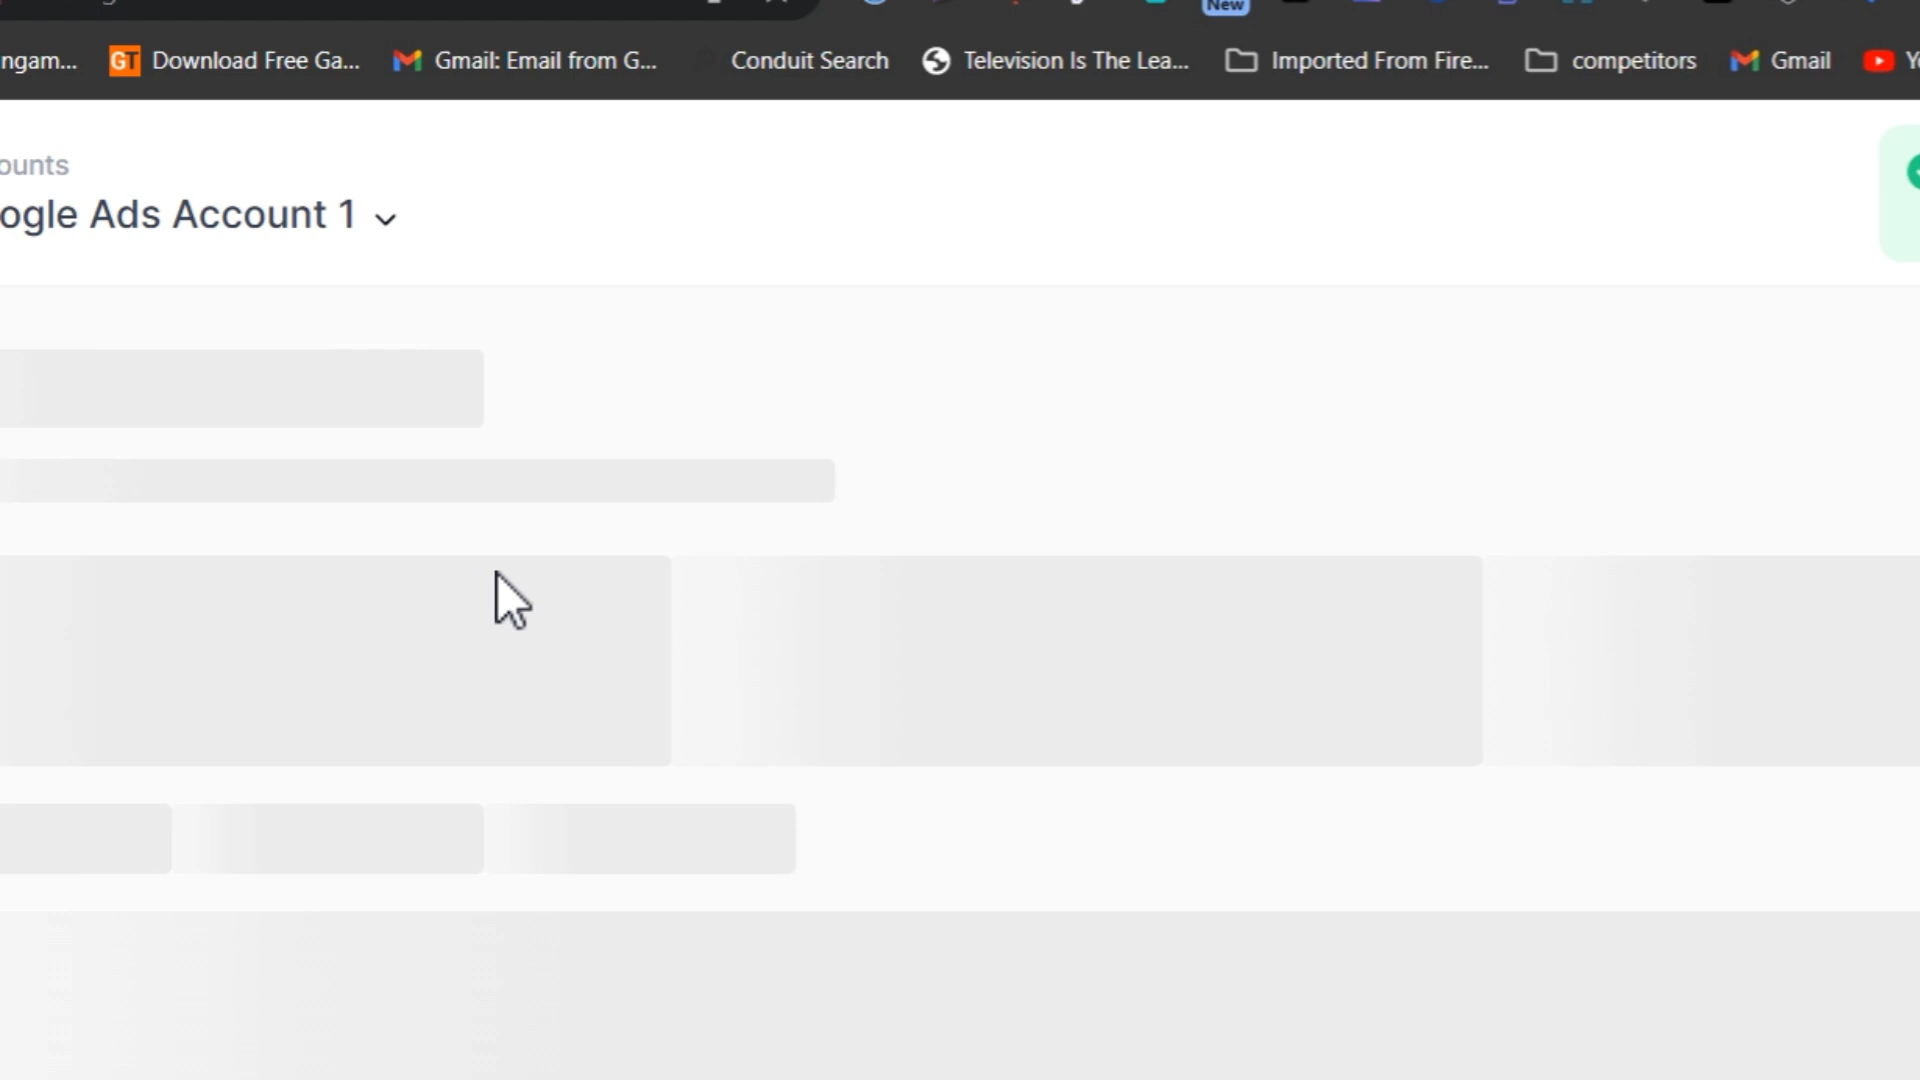 New
ngam...
GT Download Free Ga...
Gmail: Email from G...
Conduit Search
Television Is The Lea...
Imported From Fire...
competitors
Gmail
ounts
ogle Ads Account 1